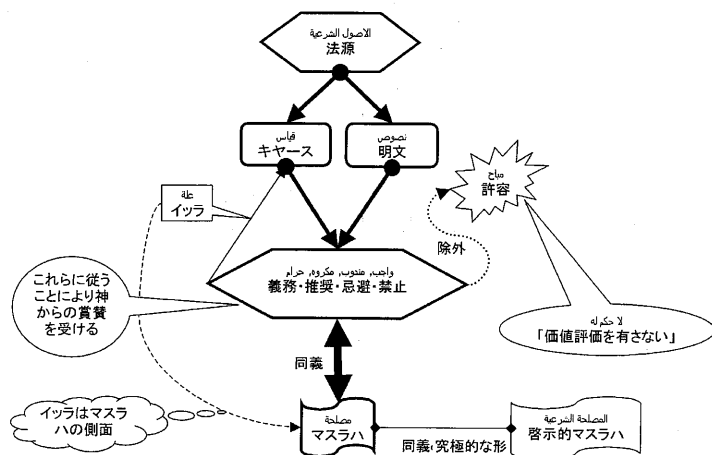 الاصول الشرعية
法源
قياس
キヤース
نصوص
明文
مباح
許容
علة
イッラ
除外
واجب, مندوب, مكروه, حرام
義務・推奨・忌避・禁止
これらに従う
ことにより神
からの賞賛
を受ける
لا حكم له
「価値評価を有さない」
同義
イッラはマスラ
ハの側面
مصلحة
マスラハ
同義・究極的な形
المصلحة الشرعية
啓示的マスラハ